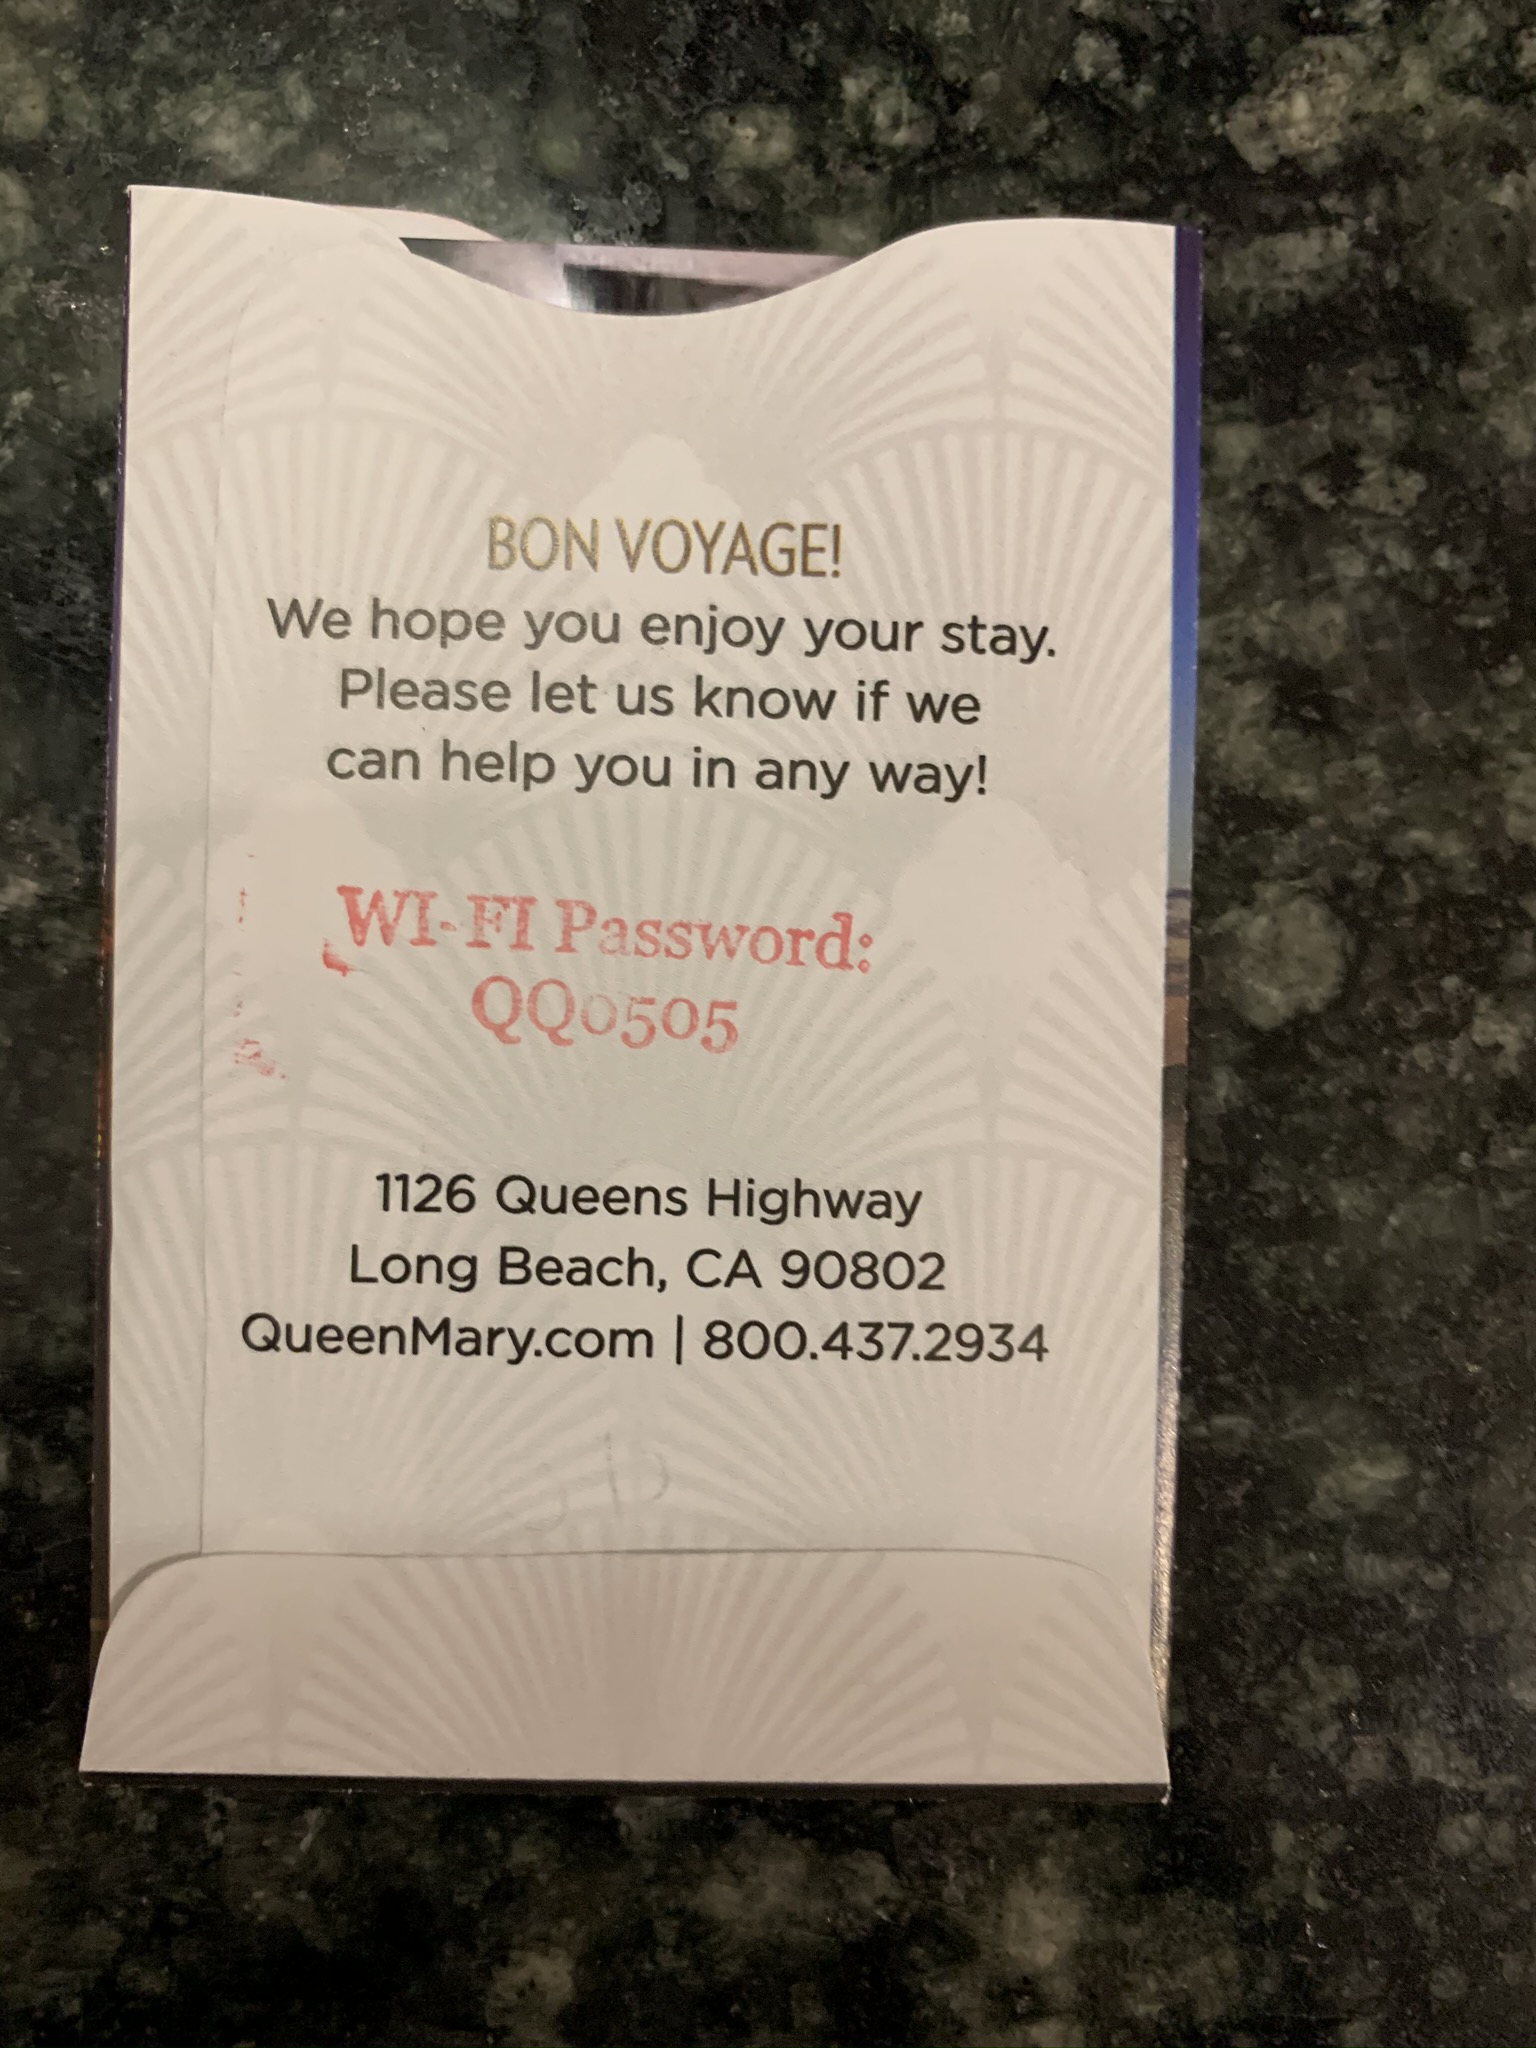 BON VOYAGE!
We hope you enjoy your stay.
Please let us know if we
can help you in any way!
WI-FI Password:
QQ0505
1126 Queens Highway
Long Beach, CA 90802
QueenMary.com | 800.437.2934